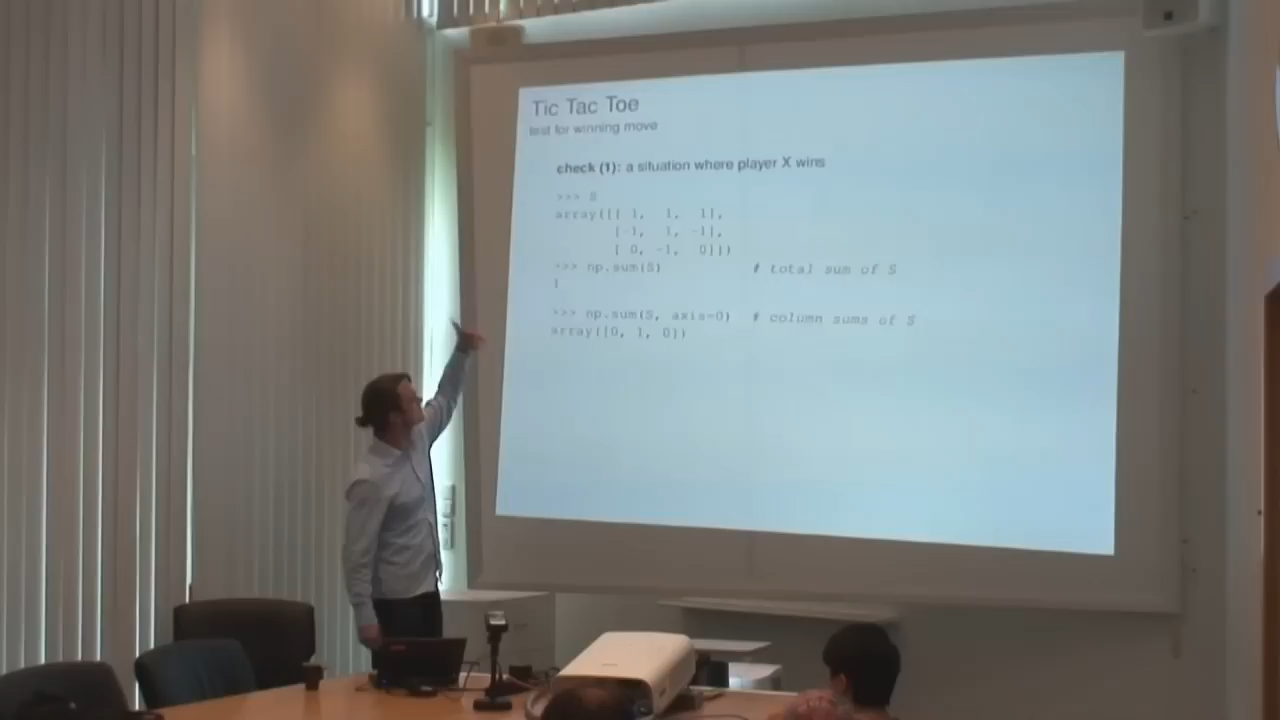 Tic Tac Toe
test for winning move
check (1): a situation where player X wins
>>> S
array([[ 1, 1, 1],
[-1, 1, -1],
[ 0, -1, 0]])
>>> np.sum(S) # total sum of S
1
>>> np.sum(S, axis=0) # column sums of S
array([0, 1, 0])